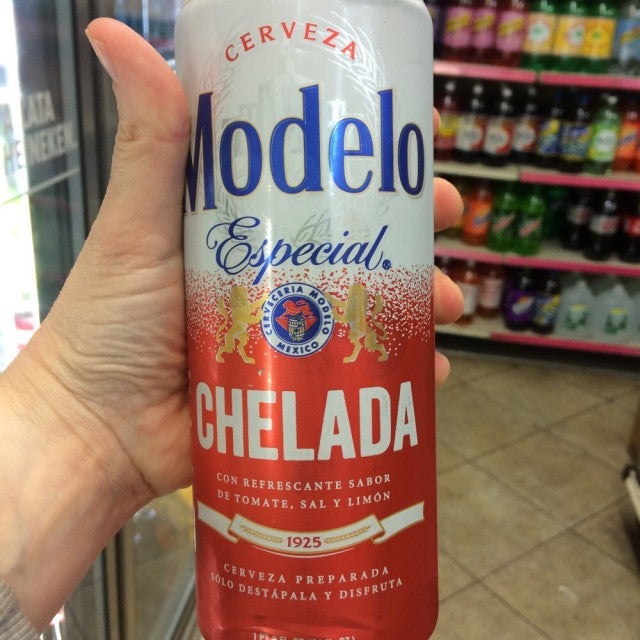 CERVEZA
Modelo
Especial
CERVECERIA MODELO
MEXICO
CHELADA
CON REFRESCANTE SABOR
DE TOMATE, SAL Y LIMÓN
1925
CERVEZA PREPARADA
SÓLO DESTÁPALA Y DISFRUTA